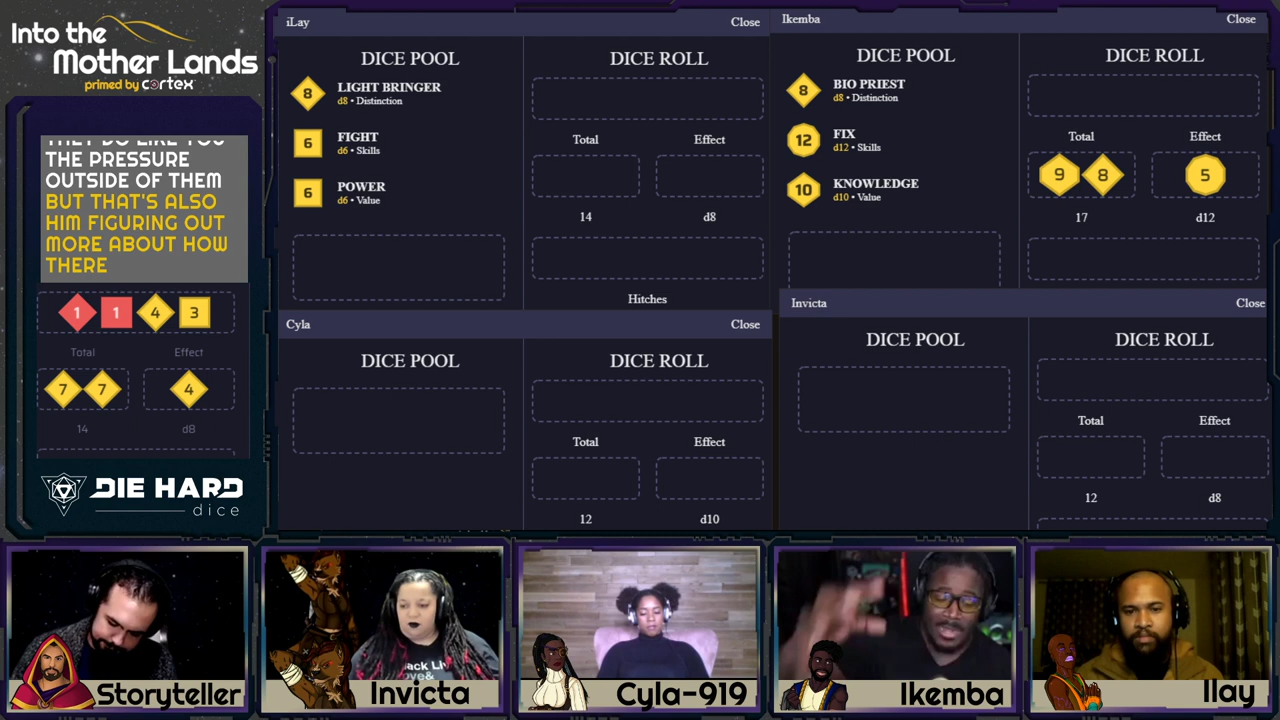 Into the
Mother Lands
primed by cortex
THEY DO LIKE YOU
THE PRESSURE
OUTSIDE OF THEM
BUT THAT'S ALSO
HIM FIGURING OUT
MORE ABOUT HOW
THERE
1 1 4 3
Total Effect
7 7 4
14 d8
DIE HARD
dice
iLay Close
DICE POOL DICE ROLL
8 LIGHT BRINGER
d8 • Distinction
6 FIGHT
d6 • Skills
6 POWER
d6 • Value
Total Effect
14 d8
Hitches
Ikemba Close
DICE POOL DICE ROLL
8 BIO PRIEST
d8 • Distinction
12 FIX
d12 • Skills
10 KNOWLEDGE
d10 • Value
Total Effect
9 8 5
17 d12
Cyla Close
DICE POOL DICE ROLL
Total Effect
12 d10
Invicta Close
DICE POOL DICE ROLL
Total Effect
12 d8
Storyteller
Invicta
Cyla-919
Ikemba
Ilay